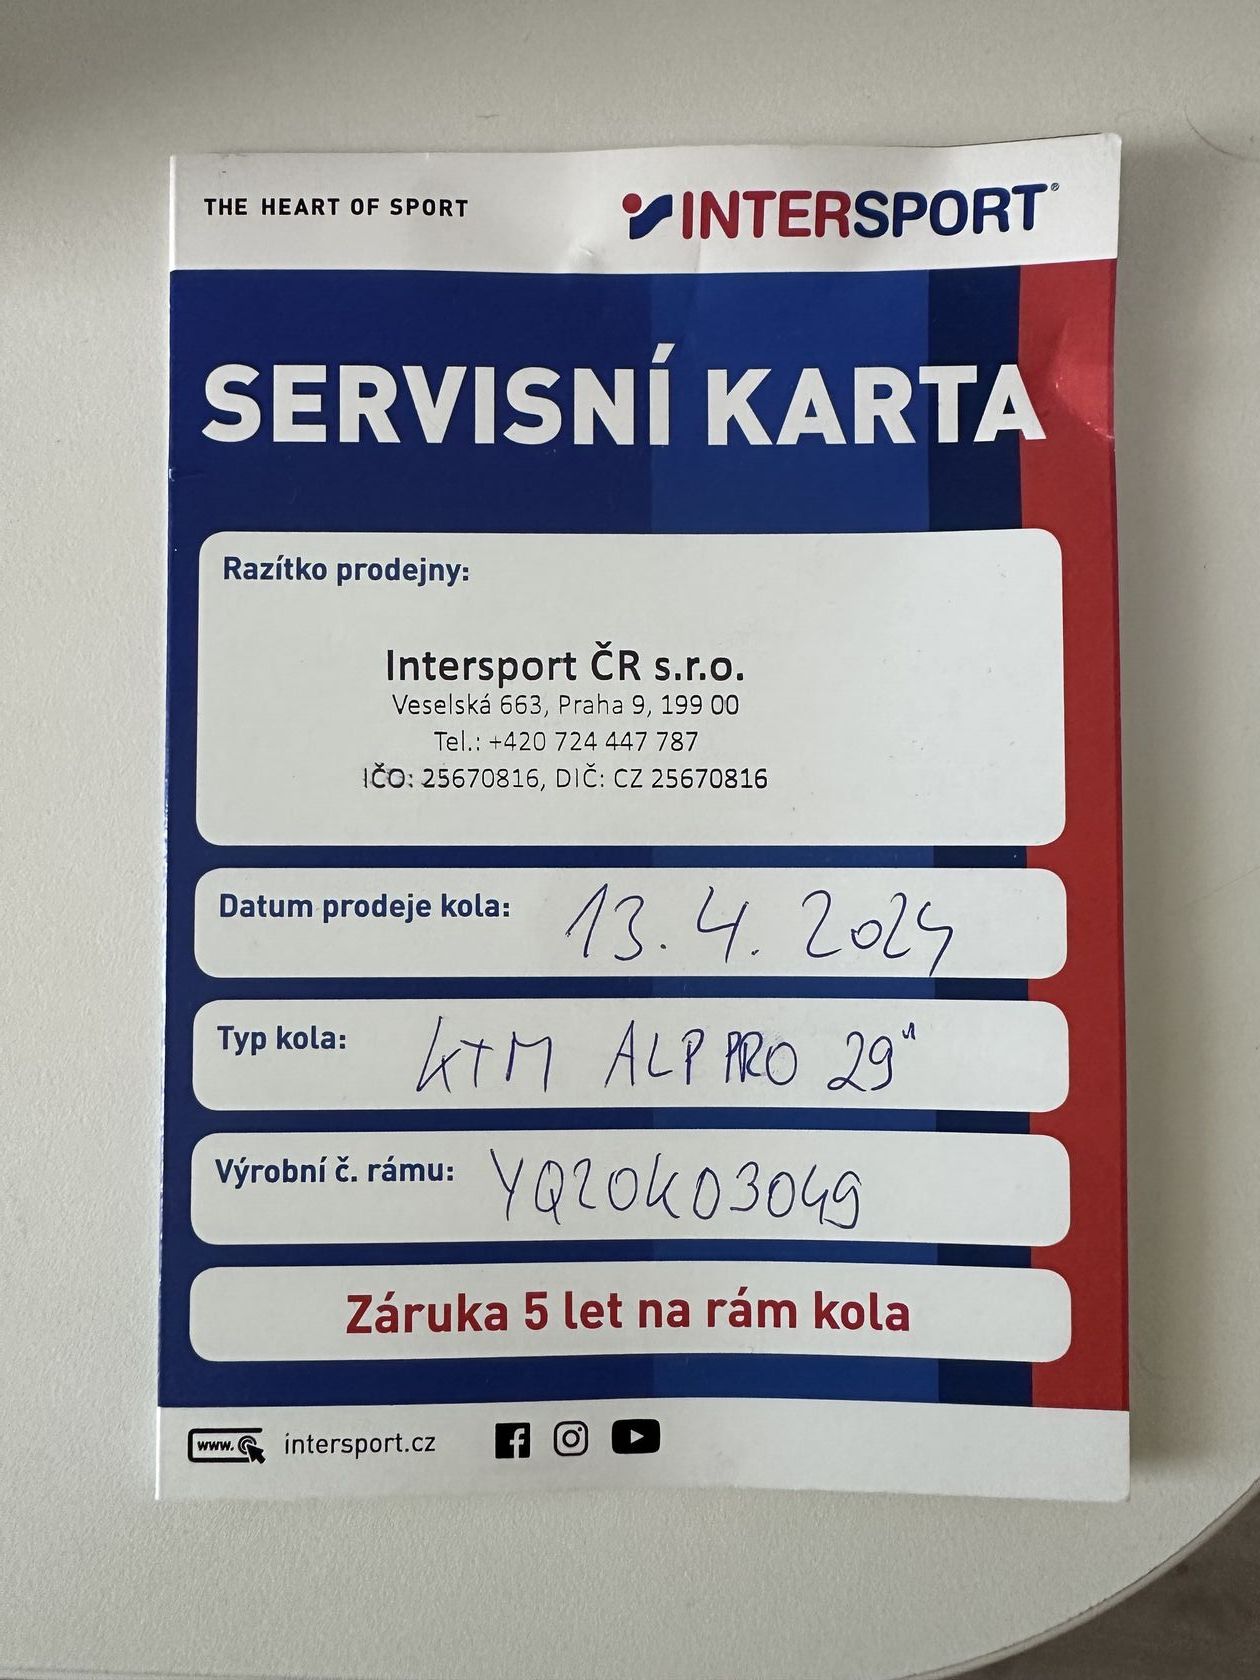 THE HEART OF SPORT
INTERSPORT®
SERVISNÍ KARTA
Razítko prodejny:
Intersport ČR s.r.o.
Veselská 663, Praha 9, 199 00
Tel.: +420 724 447 787
IČO: 25670816, DIČ: CZ 25670816
Datum prodeje kola: 13. 4. 2024
Typ kola: KTM ALP PRO 29"
Výrobní č. rámu: YQ20K03049
Záruka 5 let na rám kola
www. intersport.cz